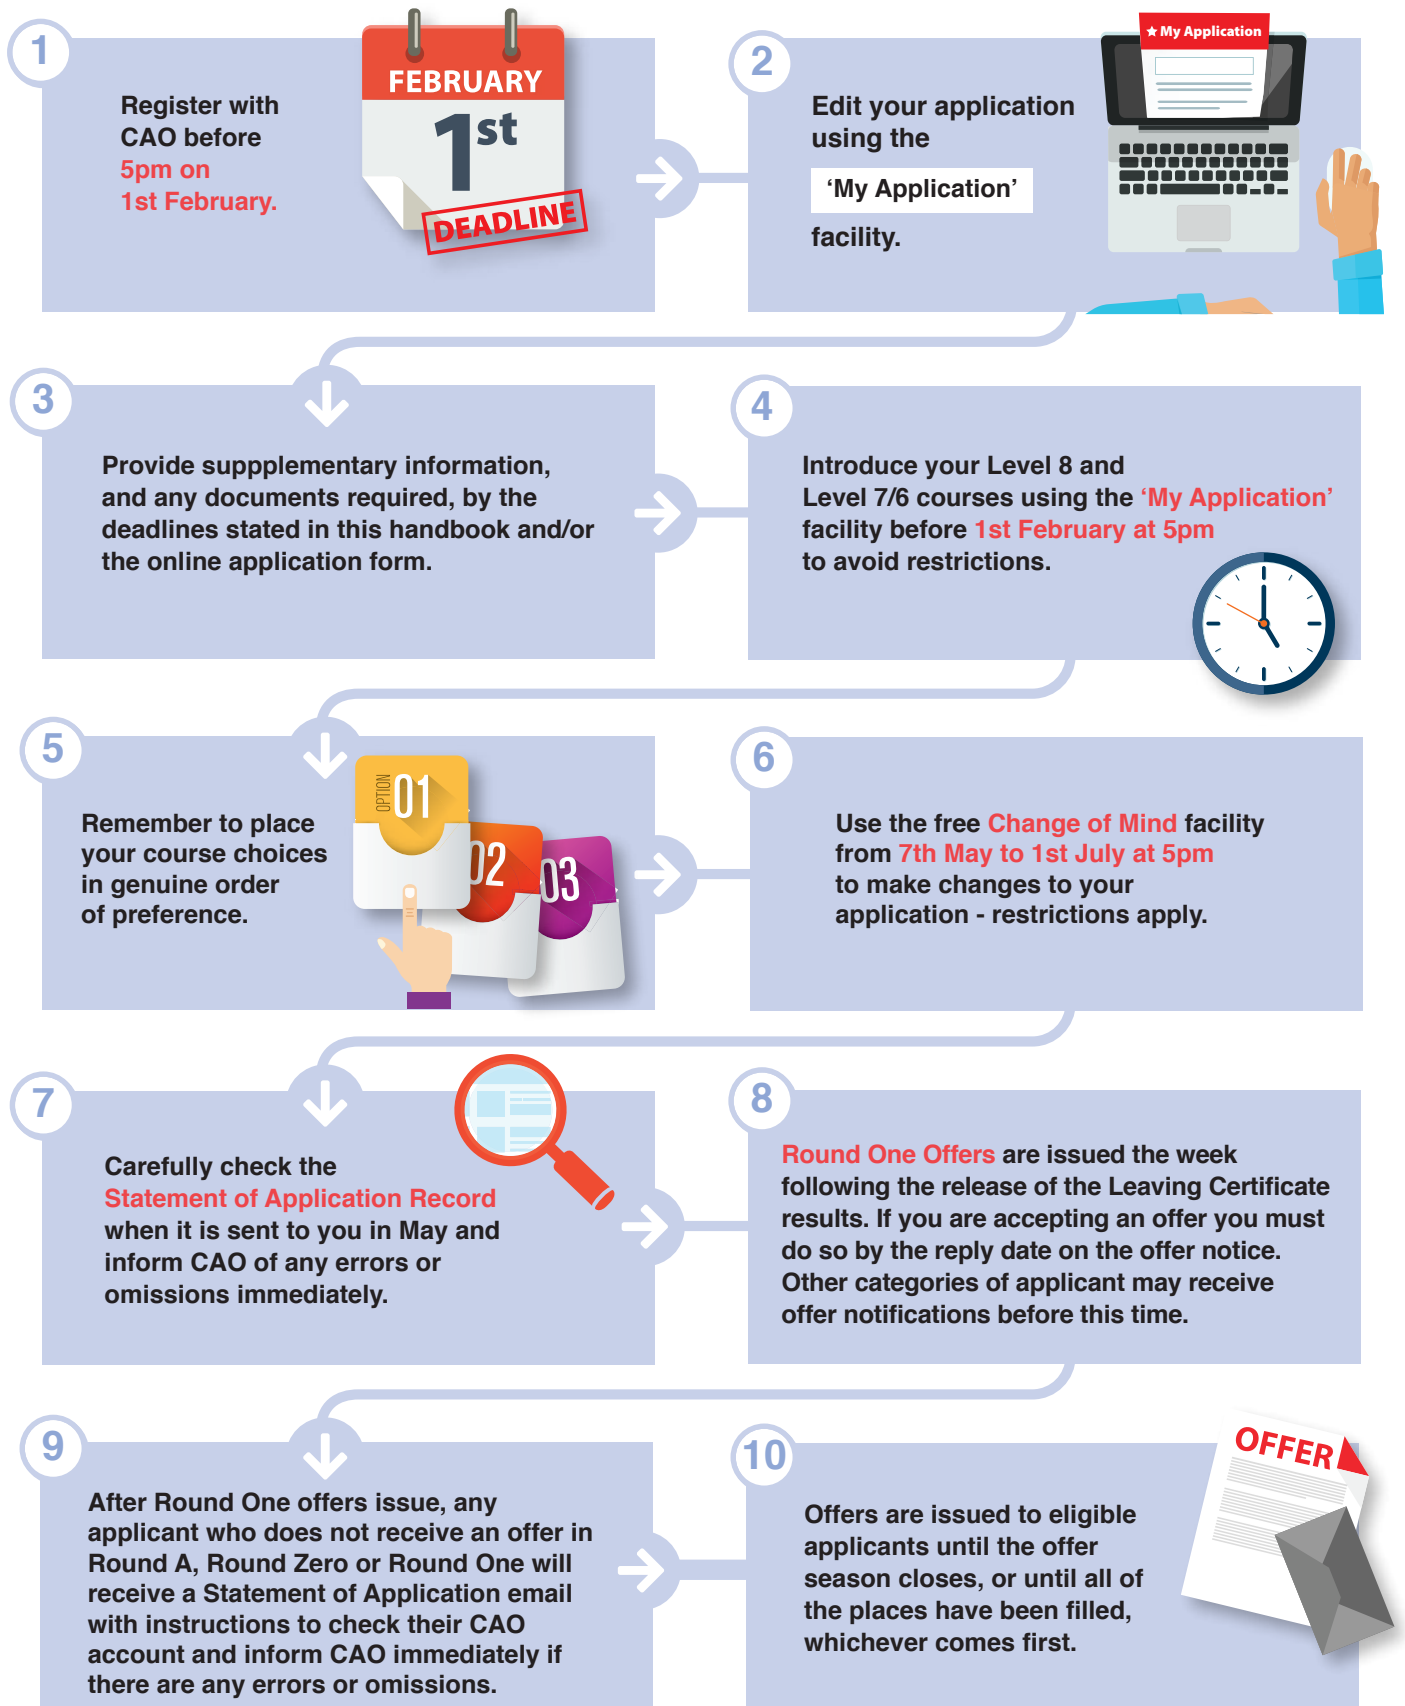 1
Register with
CAO before
5pm on
1st February.
FEBRUARY
1st
DEADLINE
2
Edit your application
using the
‘My Application’
facility.
★ My Application
3
Provide suppplementary information,
and any documents required, by the
deadlines stated in this handbook and/or
the online application form.
4
Introduce your Level 8 and
Level 7/6 courses using the ‘My Application’
facility before 1st February at 5pm
to avoid restrictions.
5
Remember to place
your course choices
in genuine order
of preference.
OPTION 01
02
03
6
Use the free Change of Mind facility
from 7th May to 1st July at 5pm
to make changes to your
application - restrictions apply.
7
Carefully check the
Statement of Application Record
when it is sent to you in May and
inform CAO of any errors or
omissions immediately.
8
Round One Offers are issued the week
following the release of the Leaving Certificate
results. If you are accepting an offer you must
do so by the reply date on the offer notice.
Other categories of applicant may receive
offer notifications before this time.
9
After Round One offers issue, any
applicant who does not receive an offer in
Round A, Round Zero or Round One will
receive a Statement of Application email
with instructions to check their CAO
account and inform CAO immediately if
there are any errors or omissions.
10
Offers are issued to eligible
applicants until the offer
season closes, or until all of
the places have been filled,
whichever comes first.
OFFER